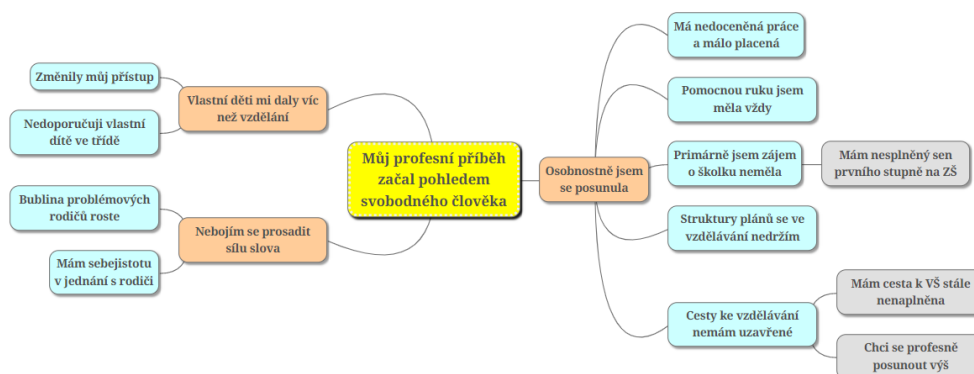 Změnily můj přístup
Nedoporučuji vlastní
dítě ve třídě
Vlastní děti mi daly víc
než vzdělání
Bublina problémových
rodičů roste
Mám sebejistotu
v jednání s rodiči
Nebojím se prosadit
sílu slova
Můj profesní příběh
začal pohledem
svobodného člověka
Osobnostně jsem
se posunula
Má nedoceněná práce
a málo placená
Pomocnou ruku jsem
měla vždy
Primárně jsem zájem
o školku neměla
Mám nesplněný sen
prvního stupně na ZŠ
Struktury plánů se ve
vzdělávání nedržím
Cesty ke vzdělávání
nemám uzavřené
Mám cesta k VŠ stále
nenaplněna
Chci se profesně
posunout výš